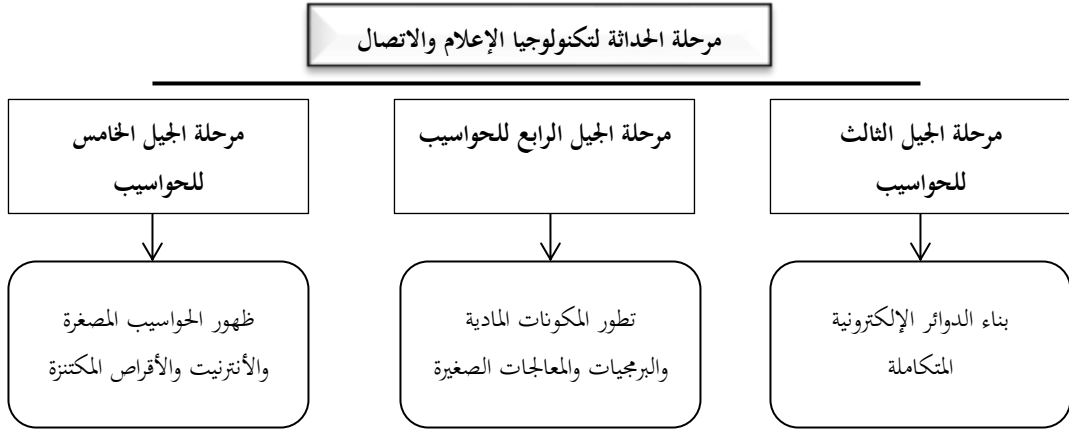 مرحلة الحداثة لتكنولوجيا الإعلام والاتصال
مرحلة الجيل الثالث
للحواسيب
مرحلة الجيل الرابع للحواسيب
مرحلة الجيل الخامس
للحواسيب
بناء الدوائر الإلكترونية
المتكاملة
تطور المكونات المادية
والبرمجيات والمعالجات الصغيرة
ظهور الحواسيب المصغرة
والأنترنيت والأقراص المكتنزة